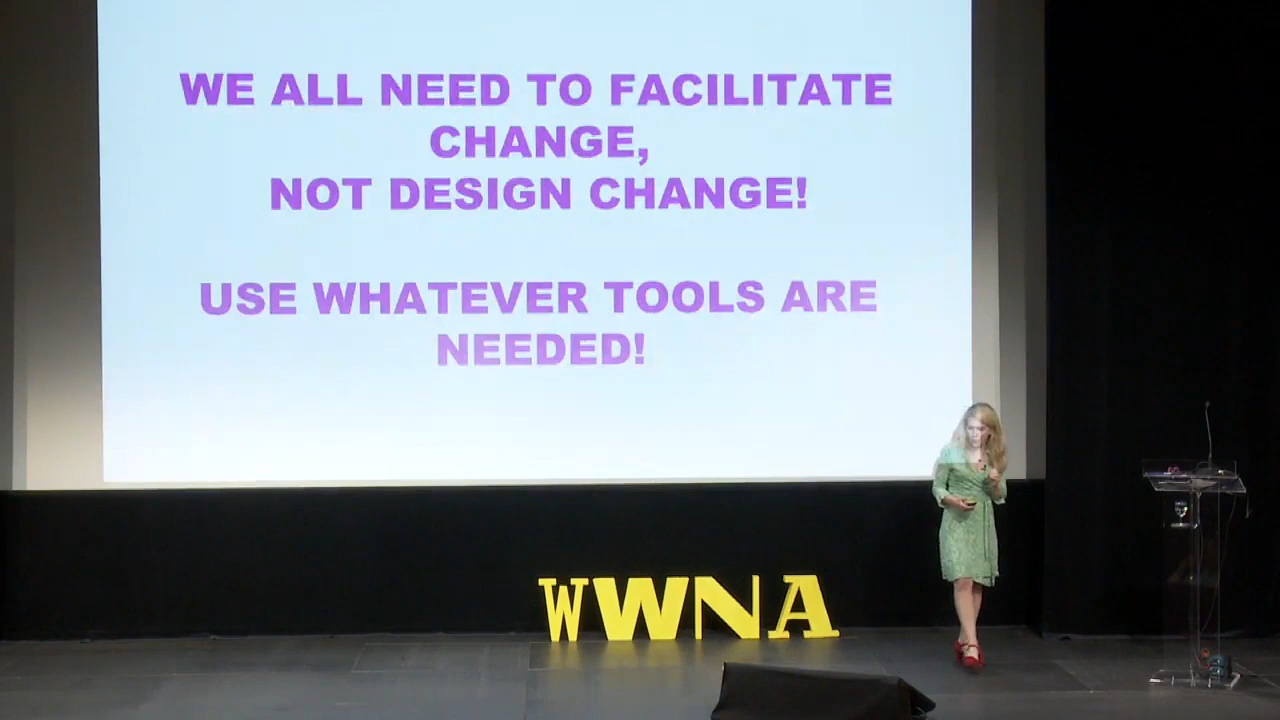 WE ALL NEED TO FACILITATE
CHANGE,
NOT DESIGN CHANGE!
USE WHATEVER TOOLS ARE
NEEDED!
WWNA